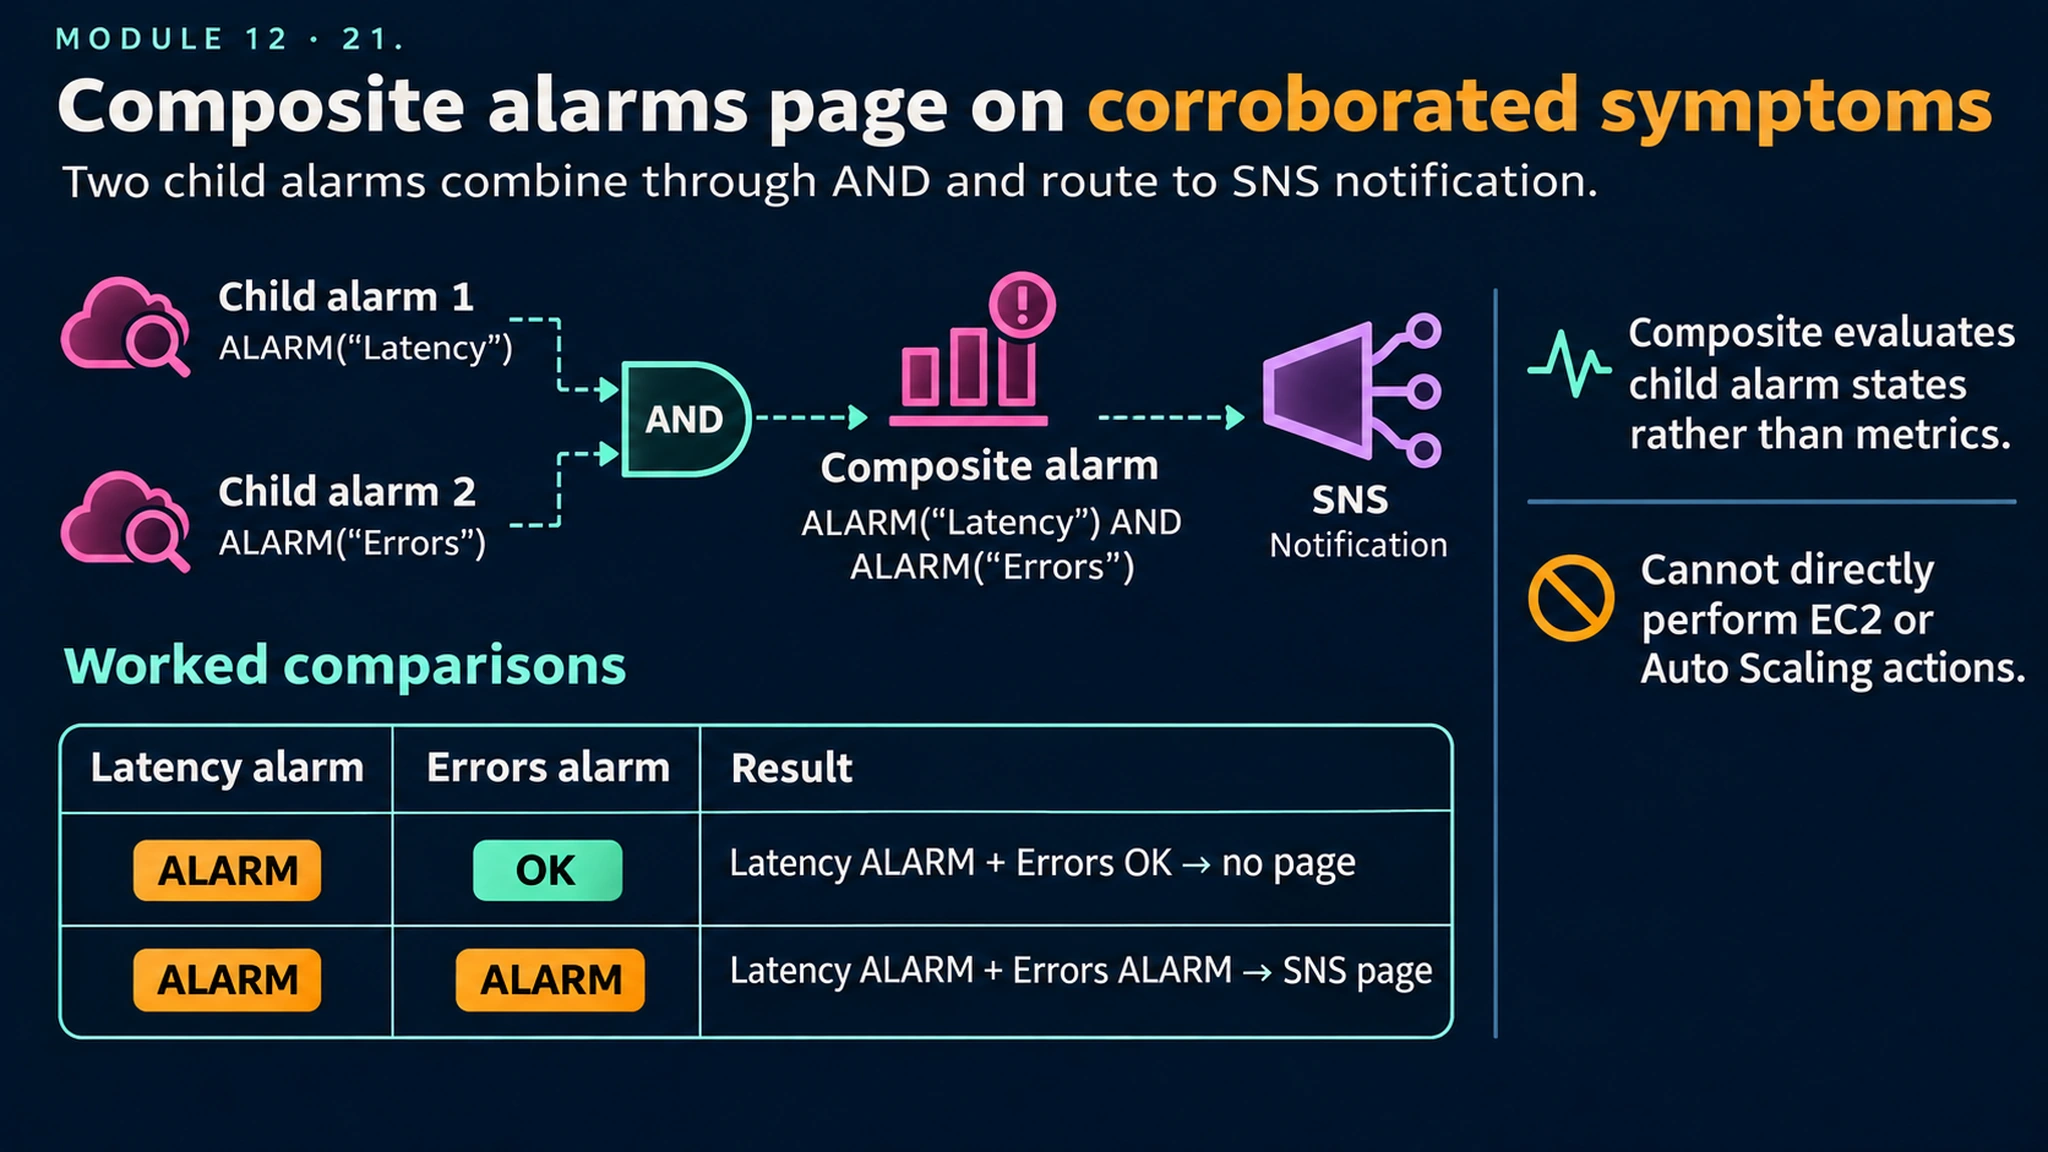 MODULE 12 · 21.
Composite alarms page on corroborated symptoms
Two child alarms combine through AND and route to SNS notification.
Child alarm 1
ALARM(“Latency”)
Child alarm 2
ALARM(“Errors”)
AND
Composite alarm
ALARM(“Latency”) AND
ALARM(“Errors”)
SNS
Notification
Composite evaluates
child alarm states
rather than metrics.
Cannot directly
perform EC2 or
Auto Scaling actions.
Worked comparisons
Latency alarm Errors alarm Result
ALARM OK Latency ALARM + Errors OK → no page
ALARM ALARM Latency ALARM + Errors ALARM → SNS page